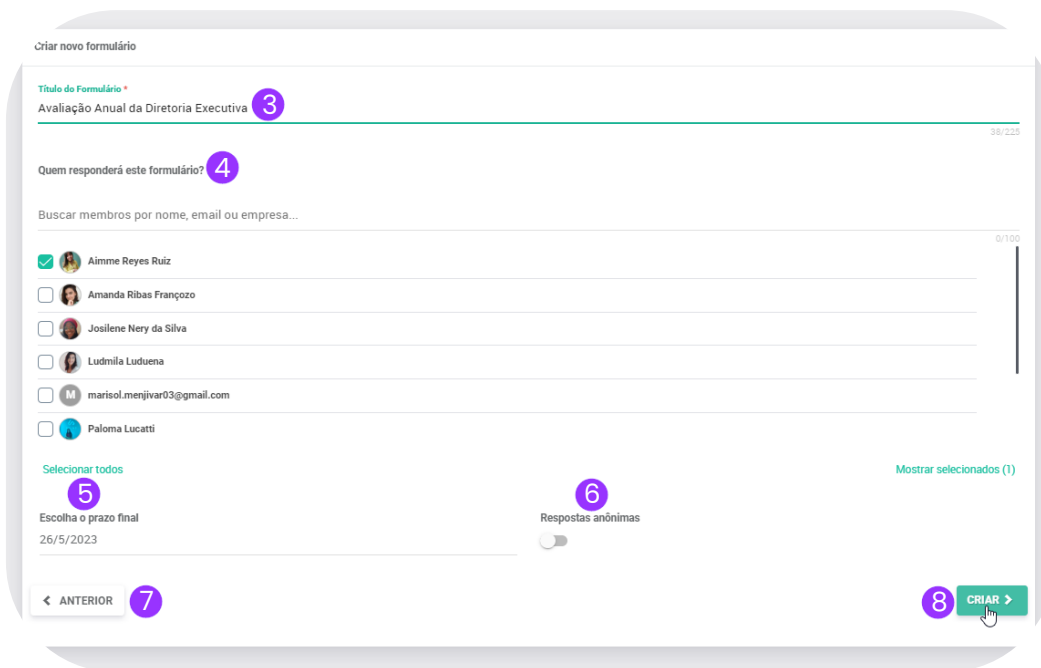 Criar novo formulário
Título do Formulário *
Avaliação Anual da Diretoria Executiva 3
38/225
Quem responderá este formulário? 4
Buscar membros por nome, email ou empresa...
0/100
Aimme Reyes Ruiz
Amanda Ribas Françozo
Josilene Nery da Silva
Ludmila Luduena
M marisol.menjivar03@gmail.com
Paloma Lucatti
Selecionar todos Mostrar selecionados (1)
5 6
Escolha o prazo final Respostas anônimas
26/5/2023
ANTERIOR 7 8 CRIAR